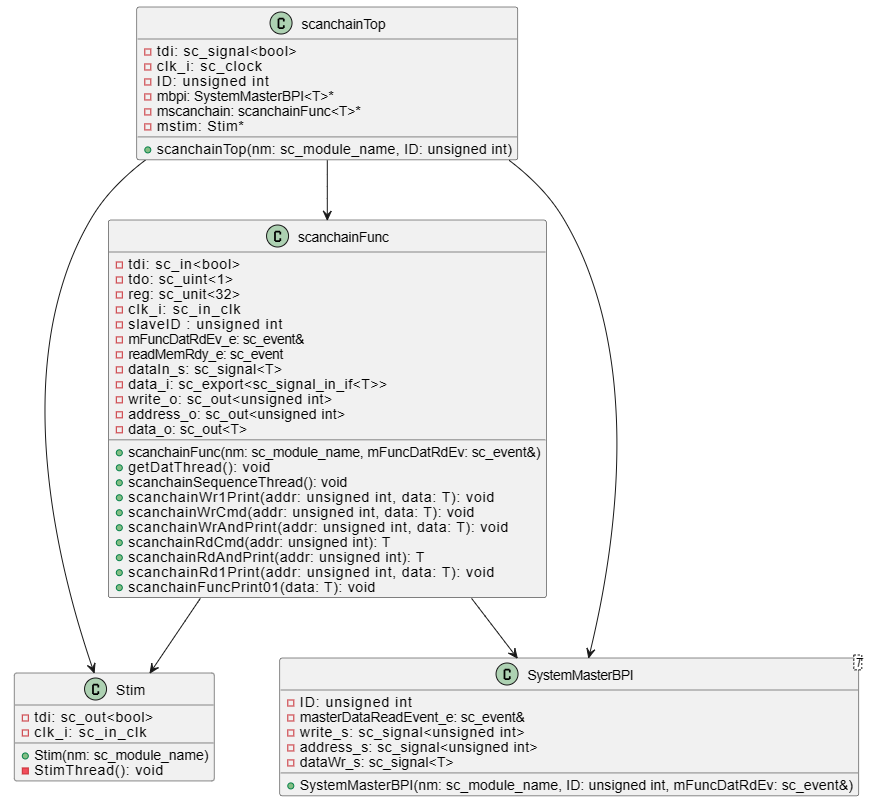 C scanchainTop
tdi: sc_signal<bool>
clk_i: sc_clock
ID: unsigned int
mbpi: SystemMasterBPI<T>*
mscanchain: scanchainFunc<T>*
mstim: Stim*
scanchainTop(nm: sc_module_name, ID: unsigned int)
C scanchainFunc
tdi: sc_in<bool>
tdo: sc_uint<1>
reg: sc_unit<32>
clk_i: sc_in_clk
slaveID : unsigned int
mFuncDatRdEv_e: sc_event&
readMemRdy_e: sc_event
dataIn_s: sc_signal<T>
data_i: sc_export<sc_signal_in_if<T>>
write_o: sc_out<unsigned int>
address_o: sc_out<unsigned int>
data_o: sc_out<T>
scanchainFunc(nm: sc_module_name, mFuncDatRdEv: sc_event&)
getDatThread(): void
scanchainSequenceThread(): void
scanchainWr1Print(addr: unsigned int, data: T): void
scanchainWrCmd(addr: unsigned int, data: T): void
scanchainWrAndPrint(addr: unsigned int, data: T): void
scanchainRdCmd(addr: unsigned int): T
scanchainRdAndPrint(addr: unsigned int): T
scanchainRd1Print(addr: unsigned int, data: T): void
scanchainFuncPrint01(data: T): void
C Stim
tdi: sc_out<bool>
clk_i: sc_in_clk
Stim(nm: sc_module_name)
StimThread(): void
C SystemMasterBPI
T
ID: unsigned int
masterDataReadEvent_e: sc_event&
write_s: sc_signal<unsigned int>
address_s: sc_signal<unsigned int>
dataWr_s: sc_signal<T>
SystemMasterBPI(nm: sc_module_name, ID: unsigned int, mFuncDatRdEv: sc_event&)